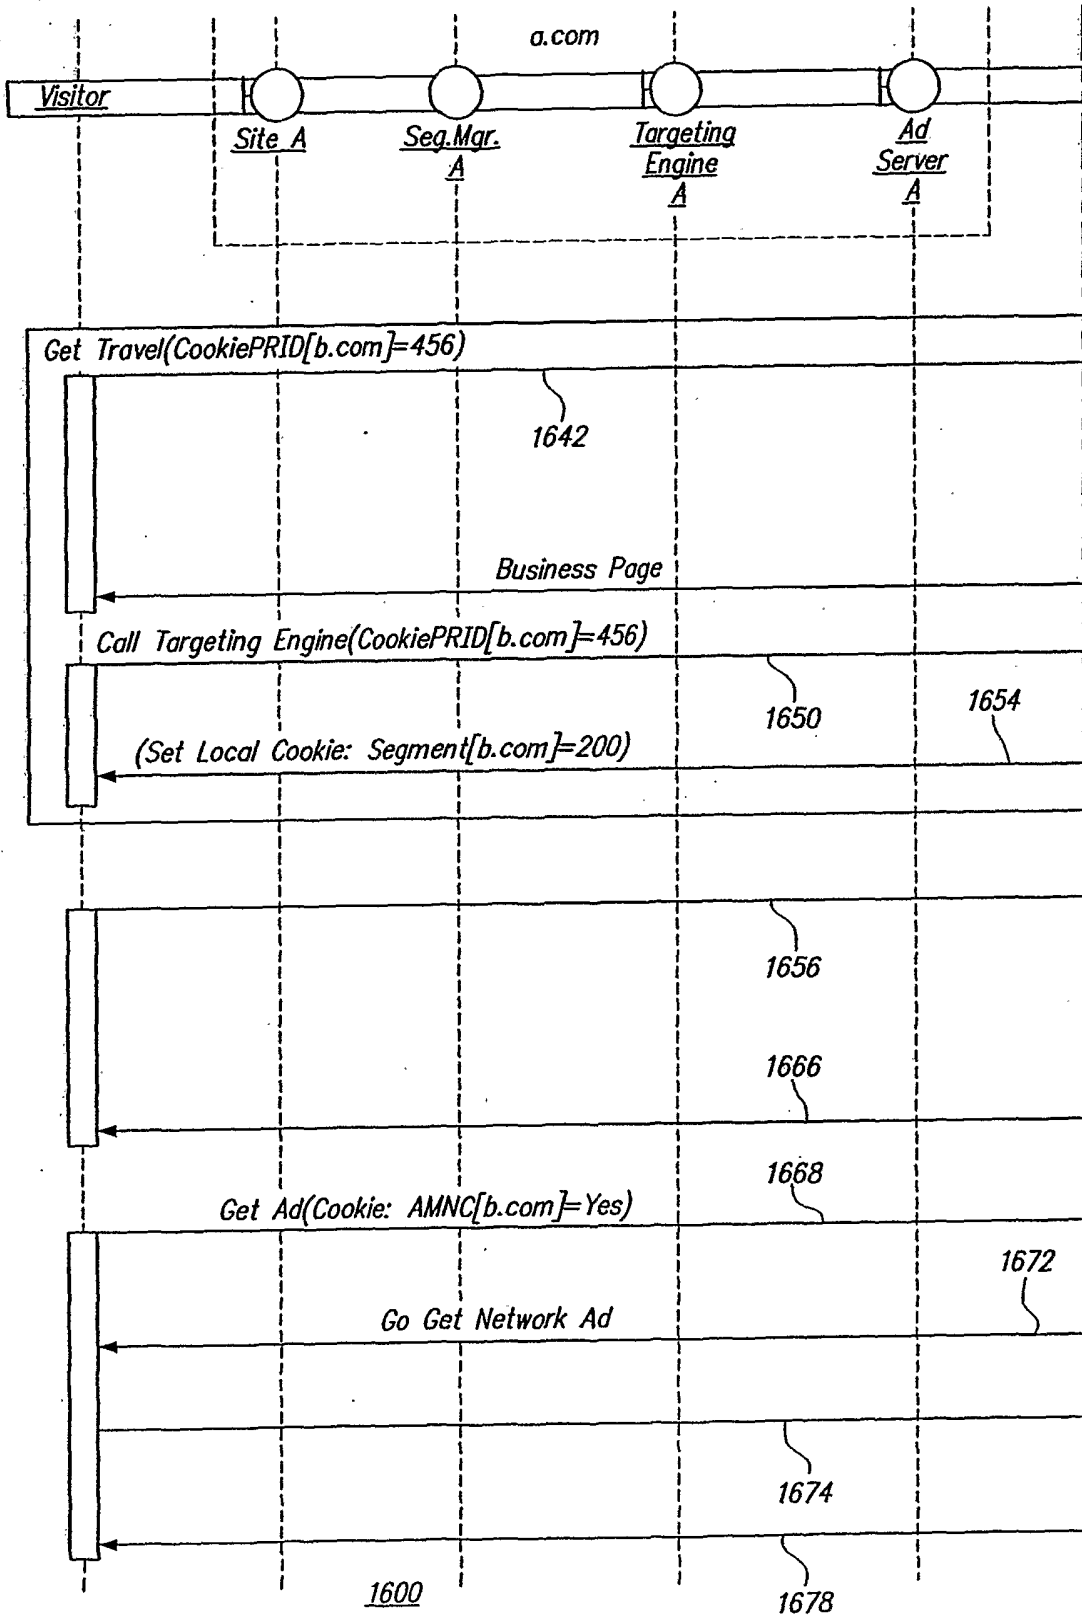 a.com
Visitor
Site A
Seg.Mgr.
A
Targeting
Engine
A
Ad
Server
A
Get Travel(CookiePRID[b.com]=456)
1642
Business Page
Call Targeting Engine(CookiePRID[b.com]=456)
1650
1654
(Set Local Cookie: Segment[b.com]=200)
1656
1666
1668
Get Ad(Cookie: AMNC[b.com]=Yes)
1672
Go Get Network Ad
1674
1600
1678